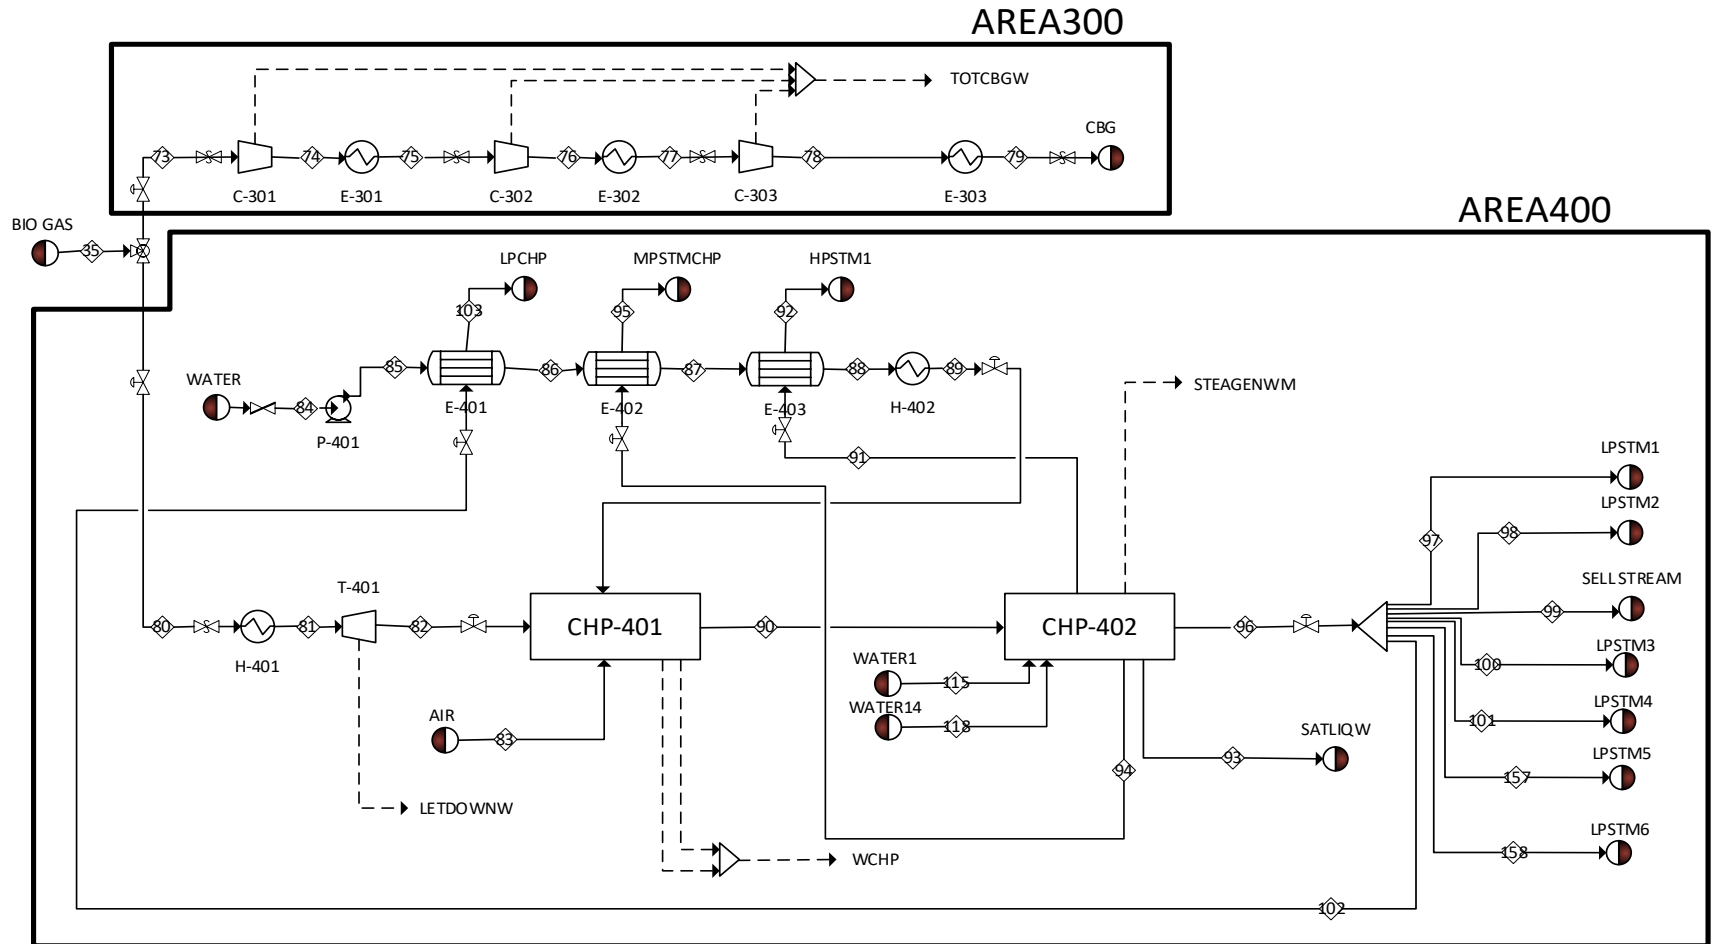 AREA300
TOTCBGW
CBG
73
74
75
76
77
78
79
C-301
E-301
C-302
E-302
C-303
E-303
AREA400
BIO GAS
35
LPCHP
MPSTMCHP
HPSTM1
103
95
92
WATER
84
85
86
87
88
89
P-401
E-401
E-402
E-403
H-402
STEAGENWM
91
LPSTM1
LPSTM2
97
98
SELL STREAM
99
T-401
80
81
82
H-401
CHP-401
90
CHP-402
96
LPSTM3
100
WATER1
115
WATER14
118
LPSTM4
101
AIR
83
94
93
SATLIQW
LPSTM5
157
LETDOWNW
LPSTM6
158
WCHP
102